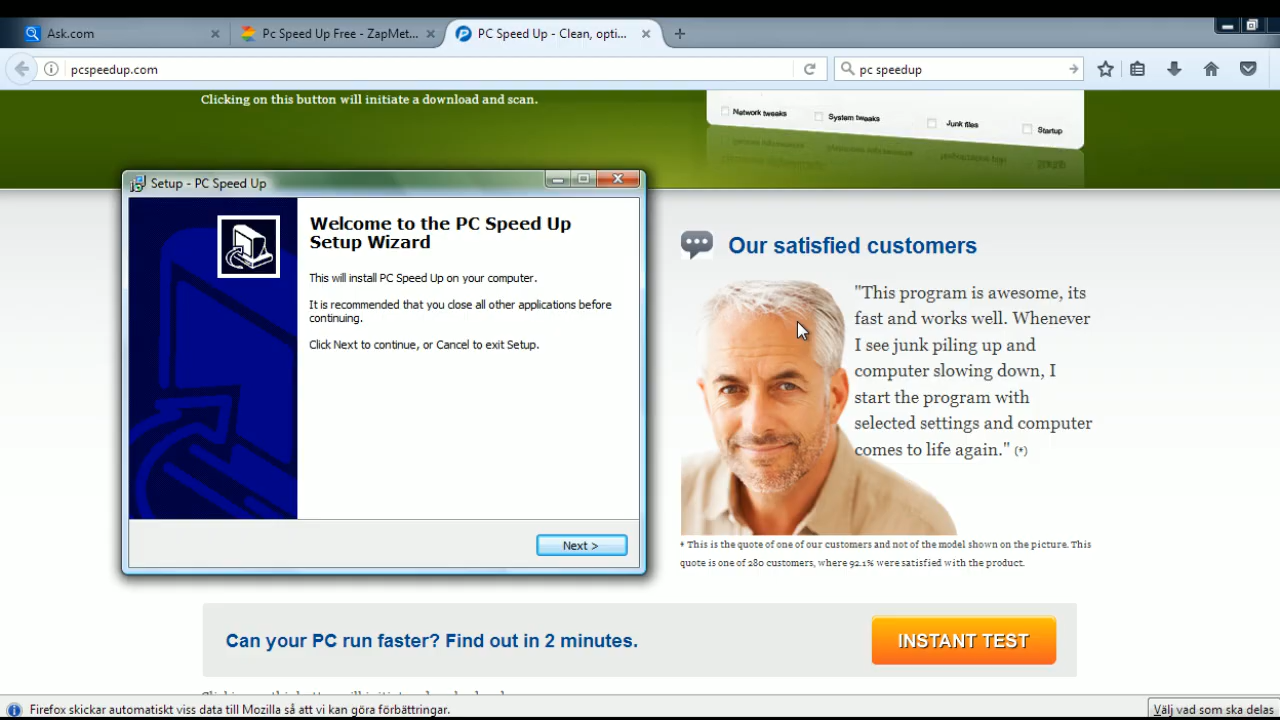 Ask.com
Pc Speed Up Free - ZapMet...
PC Speed Up - Clean, opti...
pcspeedup.com
pc speedup
Clicking on this button will initiate a download and scan.
Network tweaks
System tweaks
Junk files
Startup
Setup - PC Speed Up
Welcome to the PC Speed Up
Setup Wizard
This will install PC Speed Up on your computer.
It is recommended that you close all other applications before
continuing.
Click Next to continue, or Cancel to exit Setup.
Next >
Our satisfied customers
"This program is awesome, its
fast and works well. Whenever
I see junk piling up and
computer slowing down, I
start the program with
selected settings and computer
comes to life again." (*)
* This is the quote of one of our customers and not of the model shown on the picture. This
quote is one of 280 customers, where 92.1% were satisfied with the product.
Can your PC run faster? Find out in 2 minutes.
INSTANT TEST
Firefox skickar automatiskt viss data till Mozilla så att vi kan göra förbättringar.
Välj vad som ska delas